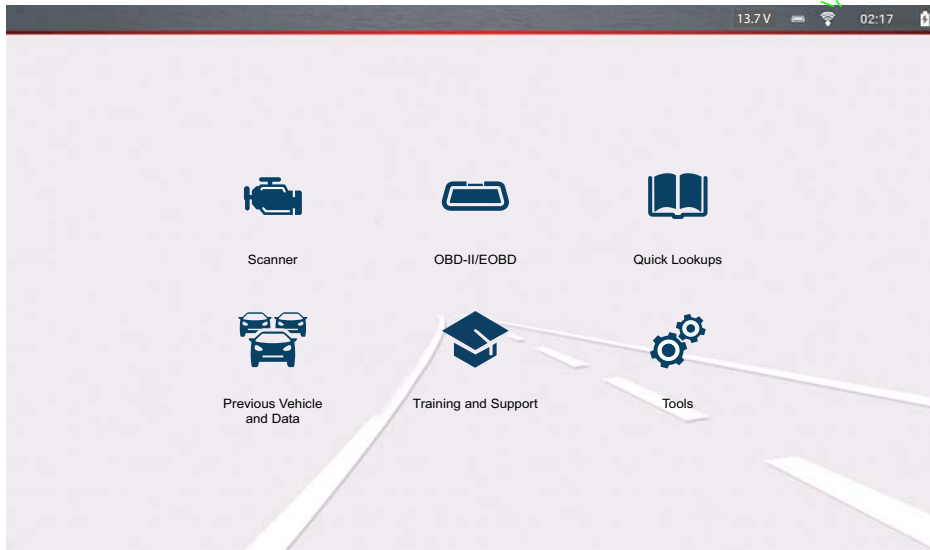 13.7 V 02:17
Scanner
OBD-II/EOBD
Quick Lookups
Previous Vehicle
and Data
Training and Support
Tools